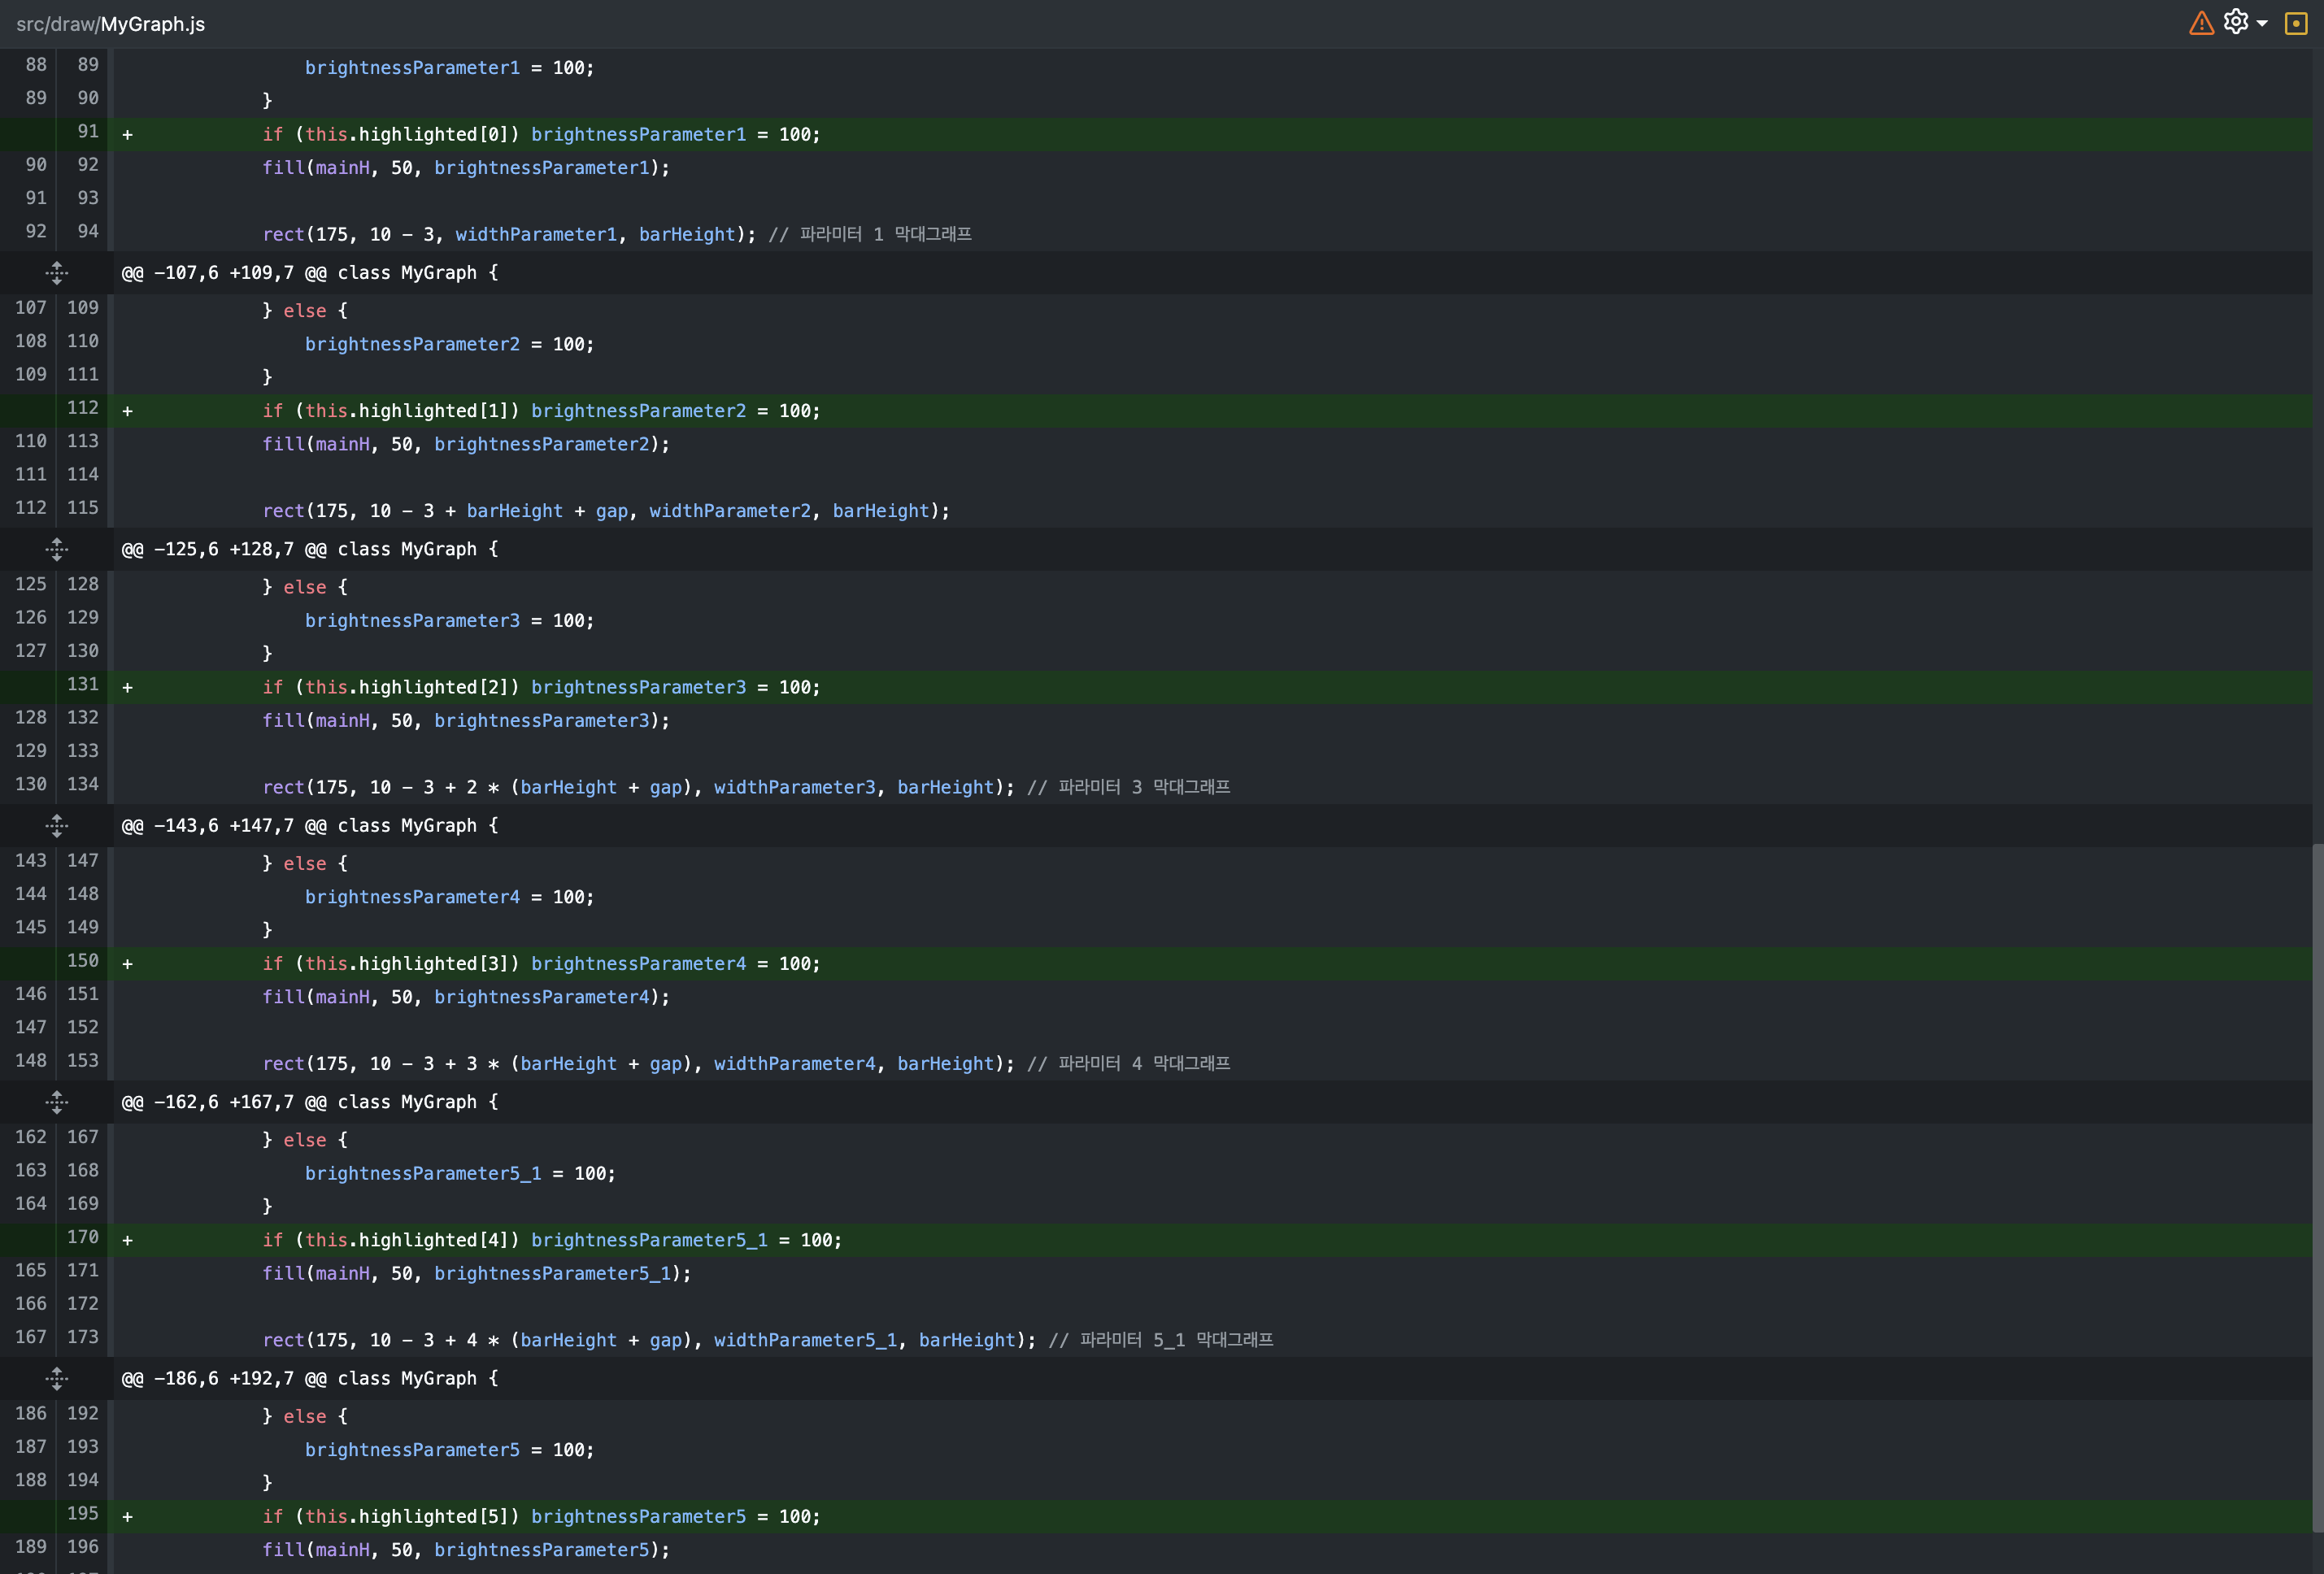 src/draw/MyGraph.js
88 89 brightnessParameter1 = 100;
89 90 }
91 + if (this.highlighted[0]) brightnessParameter1 = 100;
90 92 fill(mainH, 50, brightnessParameter1);
91 93
92 94 rect(175, 10 - 3, widthParameter1, barHeight); // 파라미터 1 막대그래프
@@ -107,6 +109,7 @@ class MyGraph {
107 109 } else {
108 110 brightnessParameter2 = 100;
109 111 }
112 + if (this.highlighted[1]) brightnessParameter2 = 100;
110 113 fill(mainH, 50, brightnessParameter2);
111 114
112 115 rect(175, 10 - 3 + barHeight + gap, widthParameter2, barHeight);
@@ -125,6 +128,7 @@ class MyGraph {
125 128 } else {
126 129 brightnessParameter3 = 100;
127 130 }
131 + if (this.highlighted[2]) brightnessParameter3 = 100;
128 132 fill(mainH, 50, brightnessParameter3);
129 133
130 134 rect(175, 10 - 3 + 2 * (barHeight + gap), widthParameter3, barHeight); // 파라미터 3 막대그래프
@@ -143,6 +147,7 @@ class MyGraph {
143 147 } else {
144 148 brightnessParameter4 = 100;
145 149 }
150 + if (this.highlighted[3]) brightnessParameter4 = 100;
146 151 fill(mainH, 50, brightnessParameter4);
147 152
148 153 rect(175, 10 - 3 + 3 * (barHeight + gap), widthParameter4, barHeight); // 파라미터 4 막대그래프
@@ -162,6 +167,7 @@ class MyGraph {
162 167 } else {
163 168 brightnessParameter5_1 = 100;
164 169 }
170 + if (this.highlighted[4]) brightnessParameter5_1 = 100;
165 171 fill(mainH, 50, brightnessParameter5_1);
166 172
167 173 rect(175, 10 - 3 + 4 * (barHeight + gap), widthParameter5_1, barHeight); // 파라미터 5_1 막대그래프
@@ -186,6 +192,7 @@ class MyGraph {
186 192 } else {
187 193 brightnessParameter5 = 100;
188 194 }
195 + if (this.highlighted[5]) brightnessParameter5 = 100;
189 196 fill(mainH, 50, brightnessParameter5);